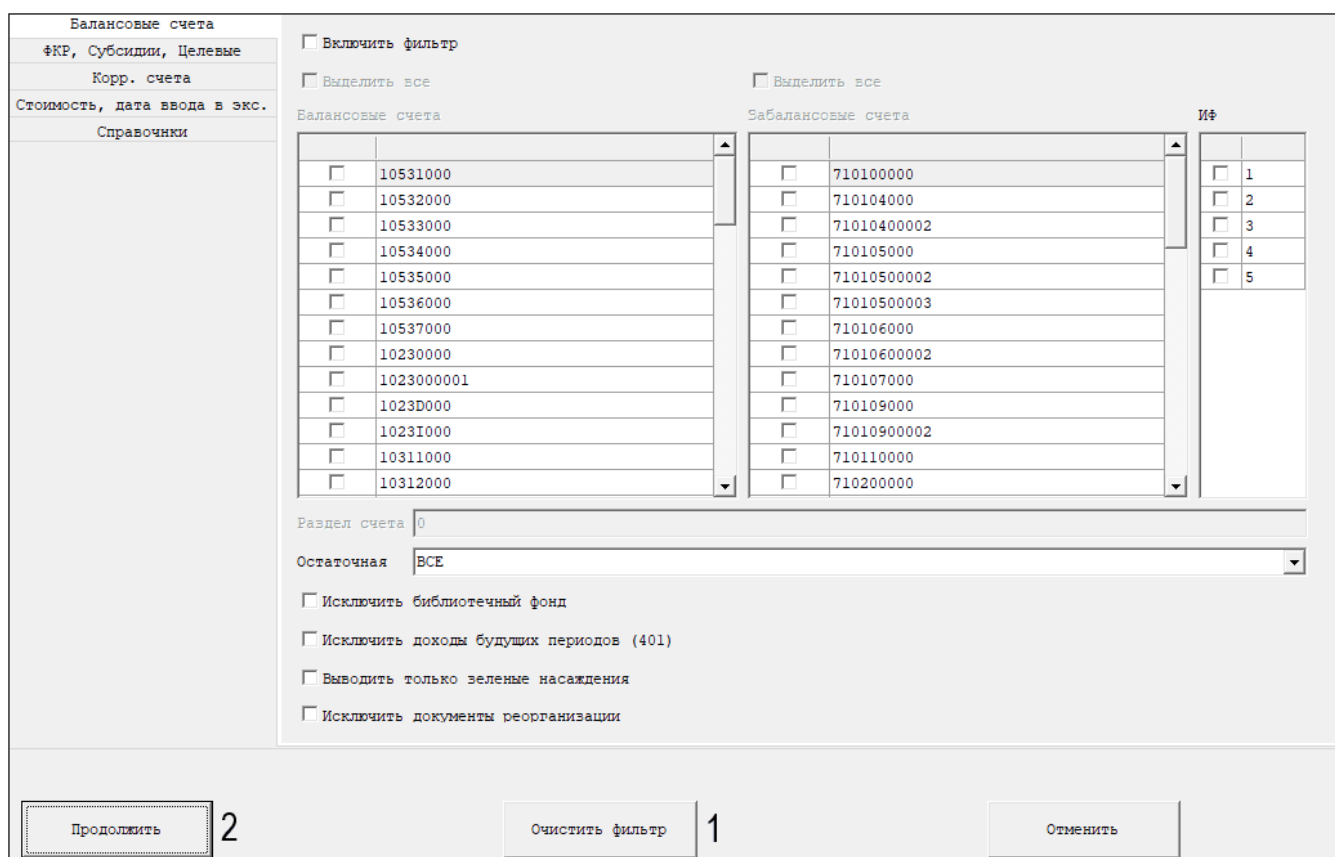 Балансовые счета
ФКР, Субсидии, Целевые
Корр. счета
Стоимость, дата ввода в экс.
Справочнки
Включить фильтр
Выделить все
Выделить все
Балансовые счета
Забалансовые счета
ИФ
10531000
710100000
1
10532000
710104000
2
10533000
71010400002
3
10534000
710105000
4
10535000
71010500002
5
10536000
71010500003
10537000
710106000
10230000
71010600002
1023000001
710107000
1023D000
710109000
1023I000
71010900002
10311000
710110000
10312000
710200000
Раздел счета 0
Остаточная ВСЕ
Исключить библиотечный фонд
Исключить доходы будущих периодов (401)
Выводить только зеленые насаждения
Исключить документы реорганизации
Продолжить 2
Очистить фильтр 1
Отменить